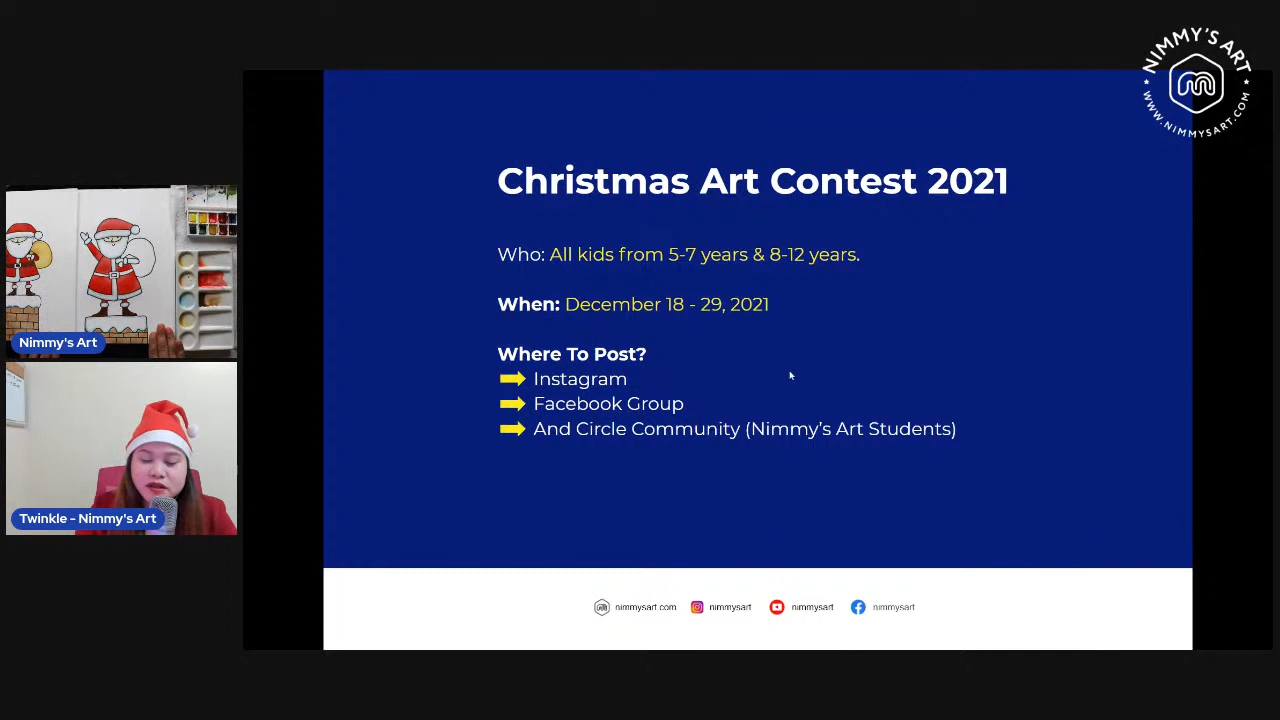 NIMMY'S ART
WWW.NIMMYSART.COM
Christmas Art Contest 2021
Who: All kids from 5-7 years & 8-12 years.
When: December 18 - 29, 2021
Where To Post?
Instagram
Facebook Group
And Circle Community (Nimmy’s Art Students)
Nimmy's Art
Twinkle - Nimmy's Art
nimmysart.com nimmysart nimmysart nimmysart